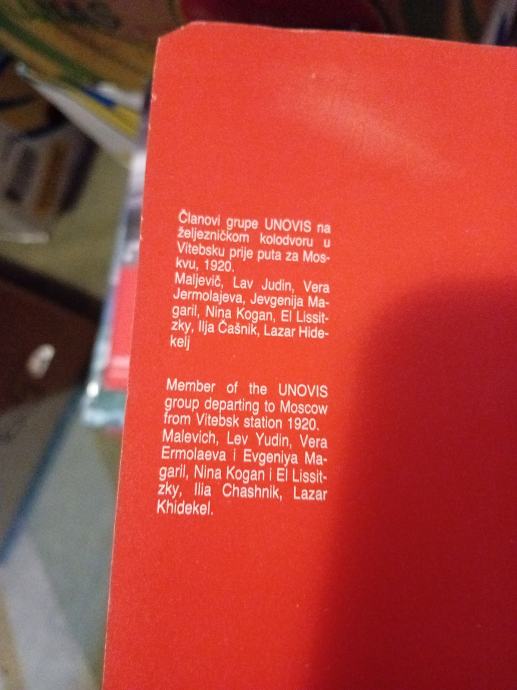 Članovi grupe UNOVIS na
željezničkom kolodvoru u
Vitebsku prije puta za Mos-
kvu, 1920.
Maljevič, Lav Judin, Vera
Jermolajeva, Jevgenija Ma-
garil, Nina Kogan, El Lissit-
zky, Ilja Čašnik, Lazar Hide-
kelj
Member of the UNOVIS
group departing to Moscow
from Vitebsk station 1920.
Malevich, Lev Yudin, Vera
Ermolaeva i Evgeniya Ma-
garil, Nina Kogan i El Lissit-
zky, Ilia Chashnik, Lazar
Khidekel.